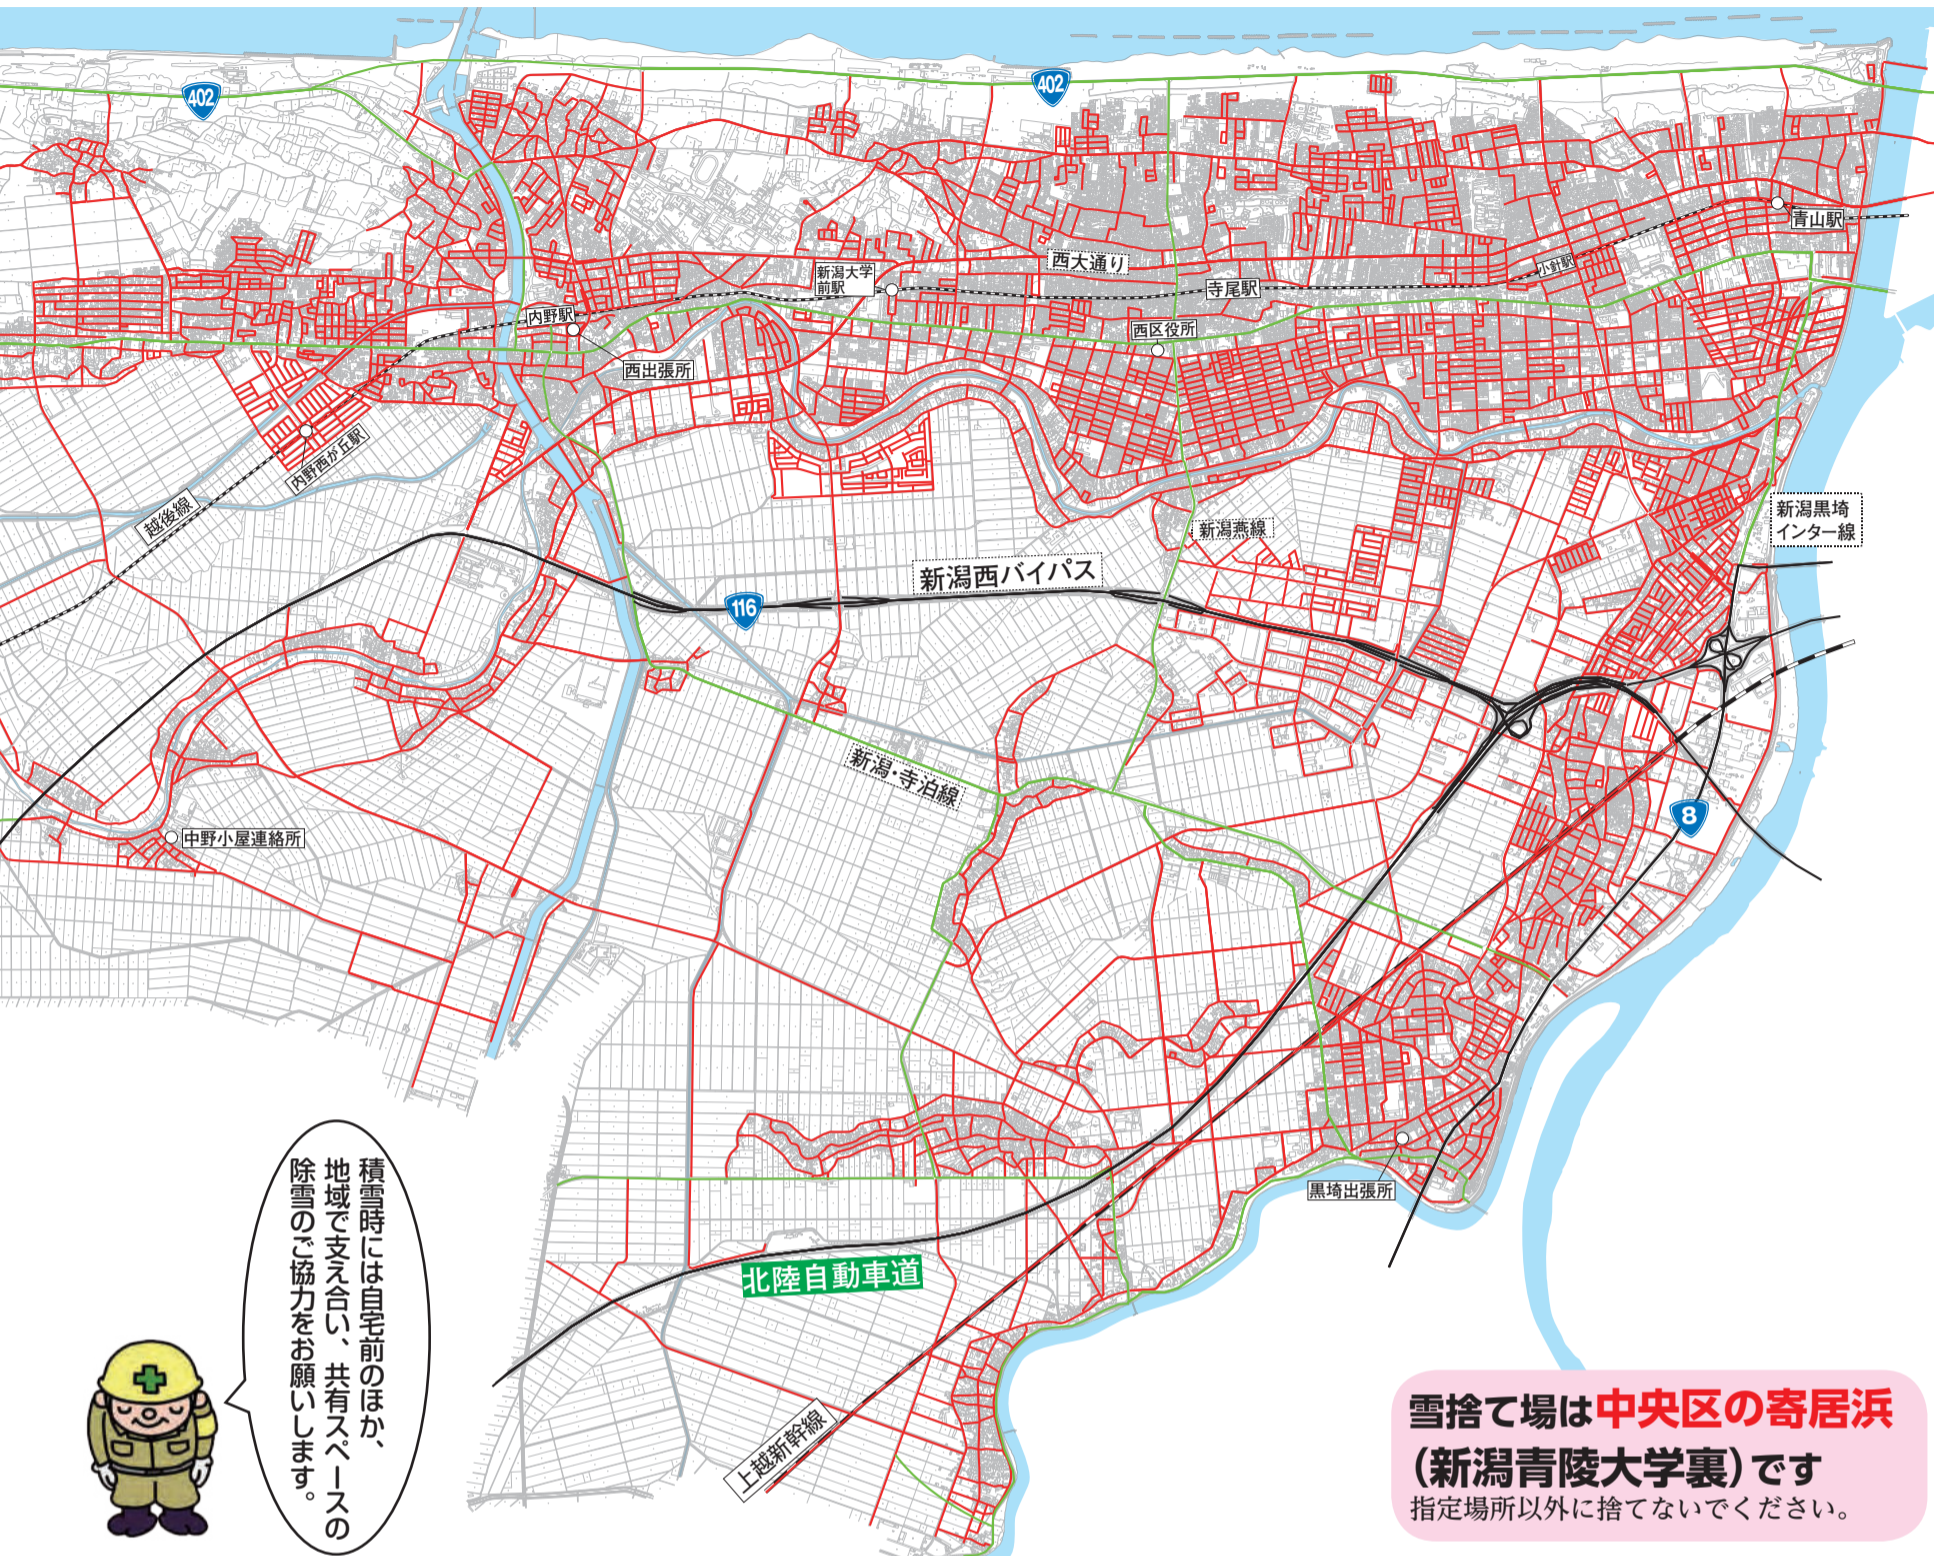 402
402
青山駅
西大通り
小針駅
新潟大学
前駅
寺尾駅
内野駅
西区役所
西出張所
内野西が丘駅
越後線
新潟黒埼
インター線
新潟燕線
新潟西バイパス
116
新潟・寺泊線
8
中野小屋連絡所
黒埼出張所
北陸自動車道
上越新幹線
積雪時には自宅前のほか、
地域で支え合い、共有スペースの
除雪のご協力をお願いします。
雪捨て場は中央区の寄居浜
（新潟青陵大学裏）です
指定場所以外に捨てないでください。